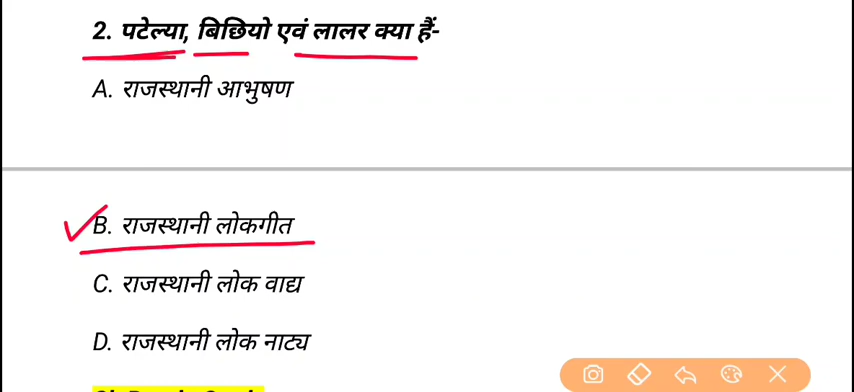 2. पटेल्या, बिछियो एवं लालर क्या हैं-
A. राजस्थानी आभुषण
B. राजस्थानी लोकगीत
C. राजस्थानी लोक वाद्य
D. राजस्थानी लोक नाट्य